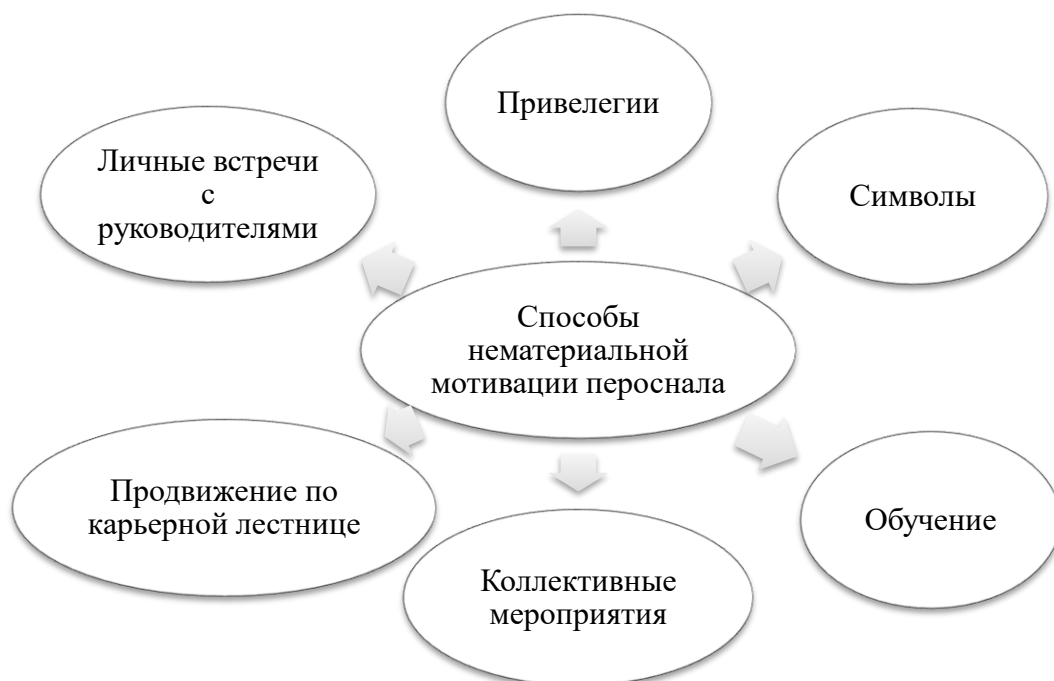 Привелегии
Личные встречи
с
руководителями
Символы
Способы
нематериальной
мотивации пероснала
Продвижение по
карьерной лестнице
Обучение
Коллективные
мероприятия